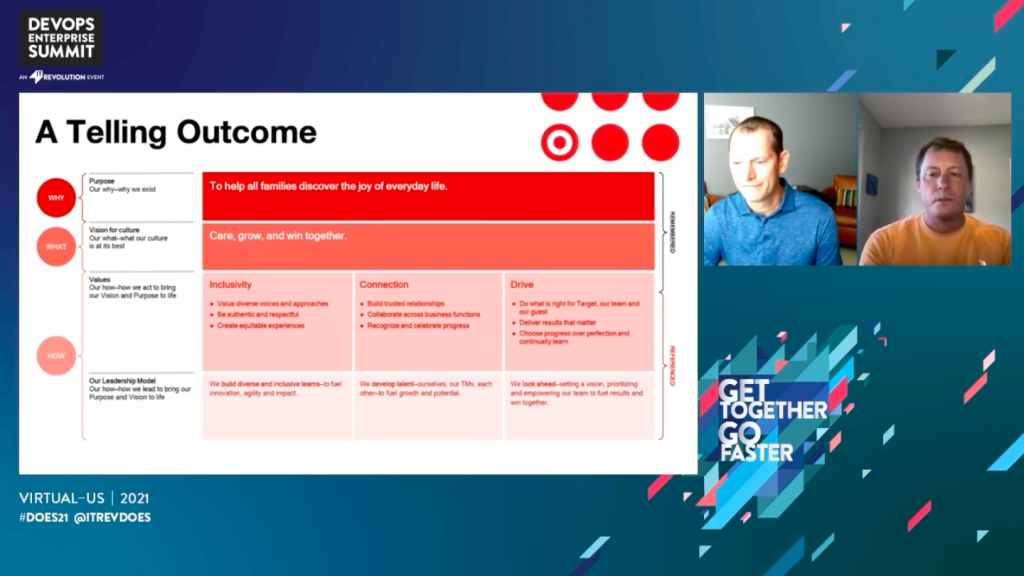 DEVOPS
ENTERPRISE
SUMMIT
AN IT REVOLUTION EVENT
A Telling Outcome
WHY
Purpose
Our why–why we exist
To help all families discover the joy of everyday life.
WHAT
Vision for culture
Our what–what our culture
is at its best
Care, grow, and win together.
REMEMBERED
HOW
Values
Our how–how we act to bring
our Vision and Purpose to life
Inclusivity
• Value diverse voices and approaches
• Be authentic and respectful
• Create equitable experiences
Connection
• Build trusted relationships
• Collaborate across business functions
• Recognize and celebrate progress
Drive
• Do what is right for Target, our team and
our guest
• Deliver results that matter
• Choose progress over perfection and
continually learn
REFERENCED
Our Leadership Model
Our how–how we lead to bring our
Purpose and Vision to life
We build diverse and inclusive teams–to fuel
innovation, agility and impact.
We develop talent–ourselves, our TMs, each
other–to fuel growth and potential.
We look ahead–setting a vision, prioritizing
and empowering our team to fuel results and
win together.
GET
TOGETHER
GO
FASTER
VIRTUAL–US | 2021
#DOES21 @ITREVDOES